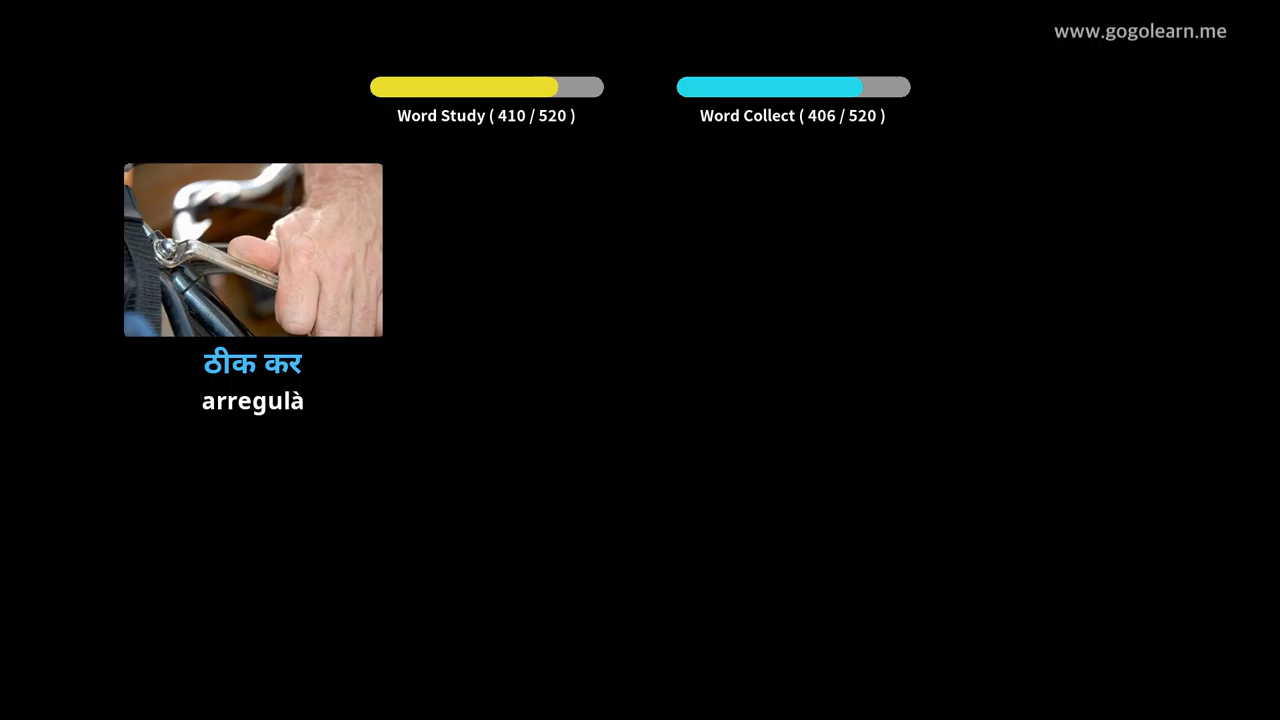 www.gogolearn.me
Word Study ( 410 / 520 )
Word Collect ( 406 / 520 )
ठीक कर
arregulà